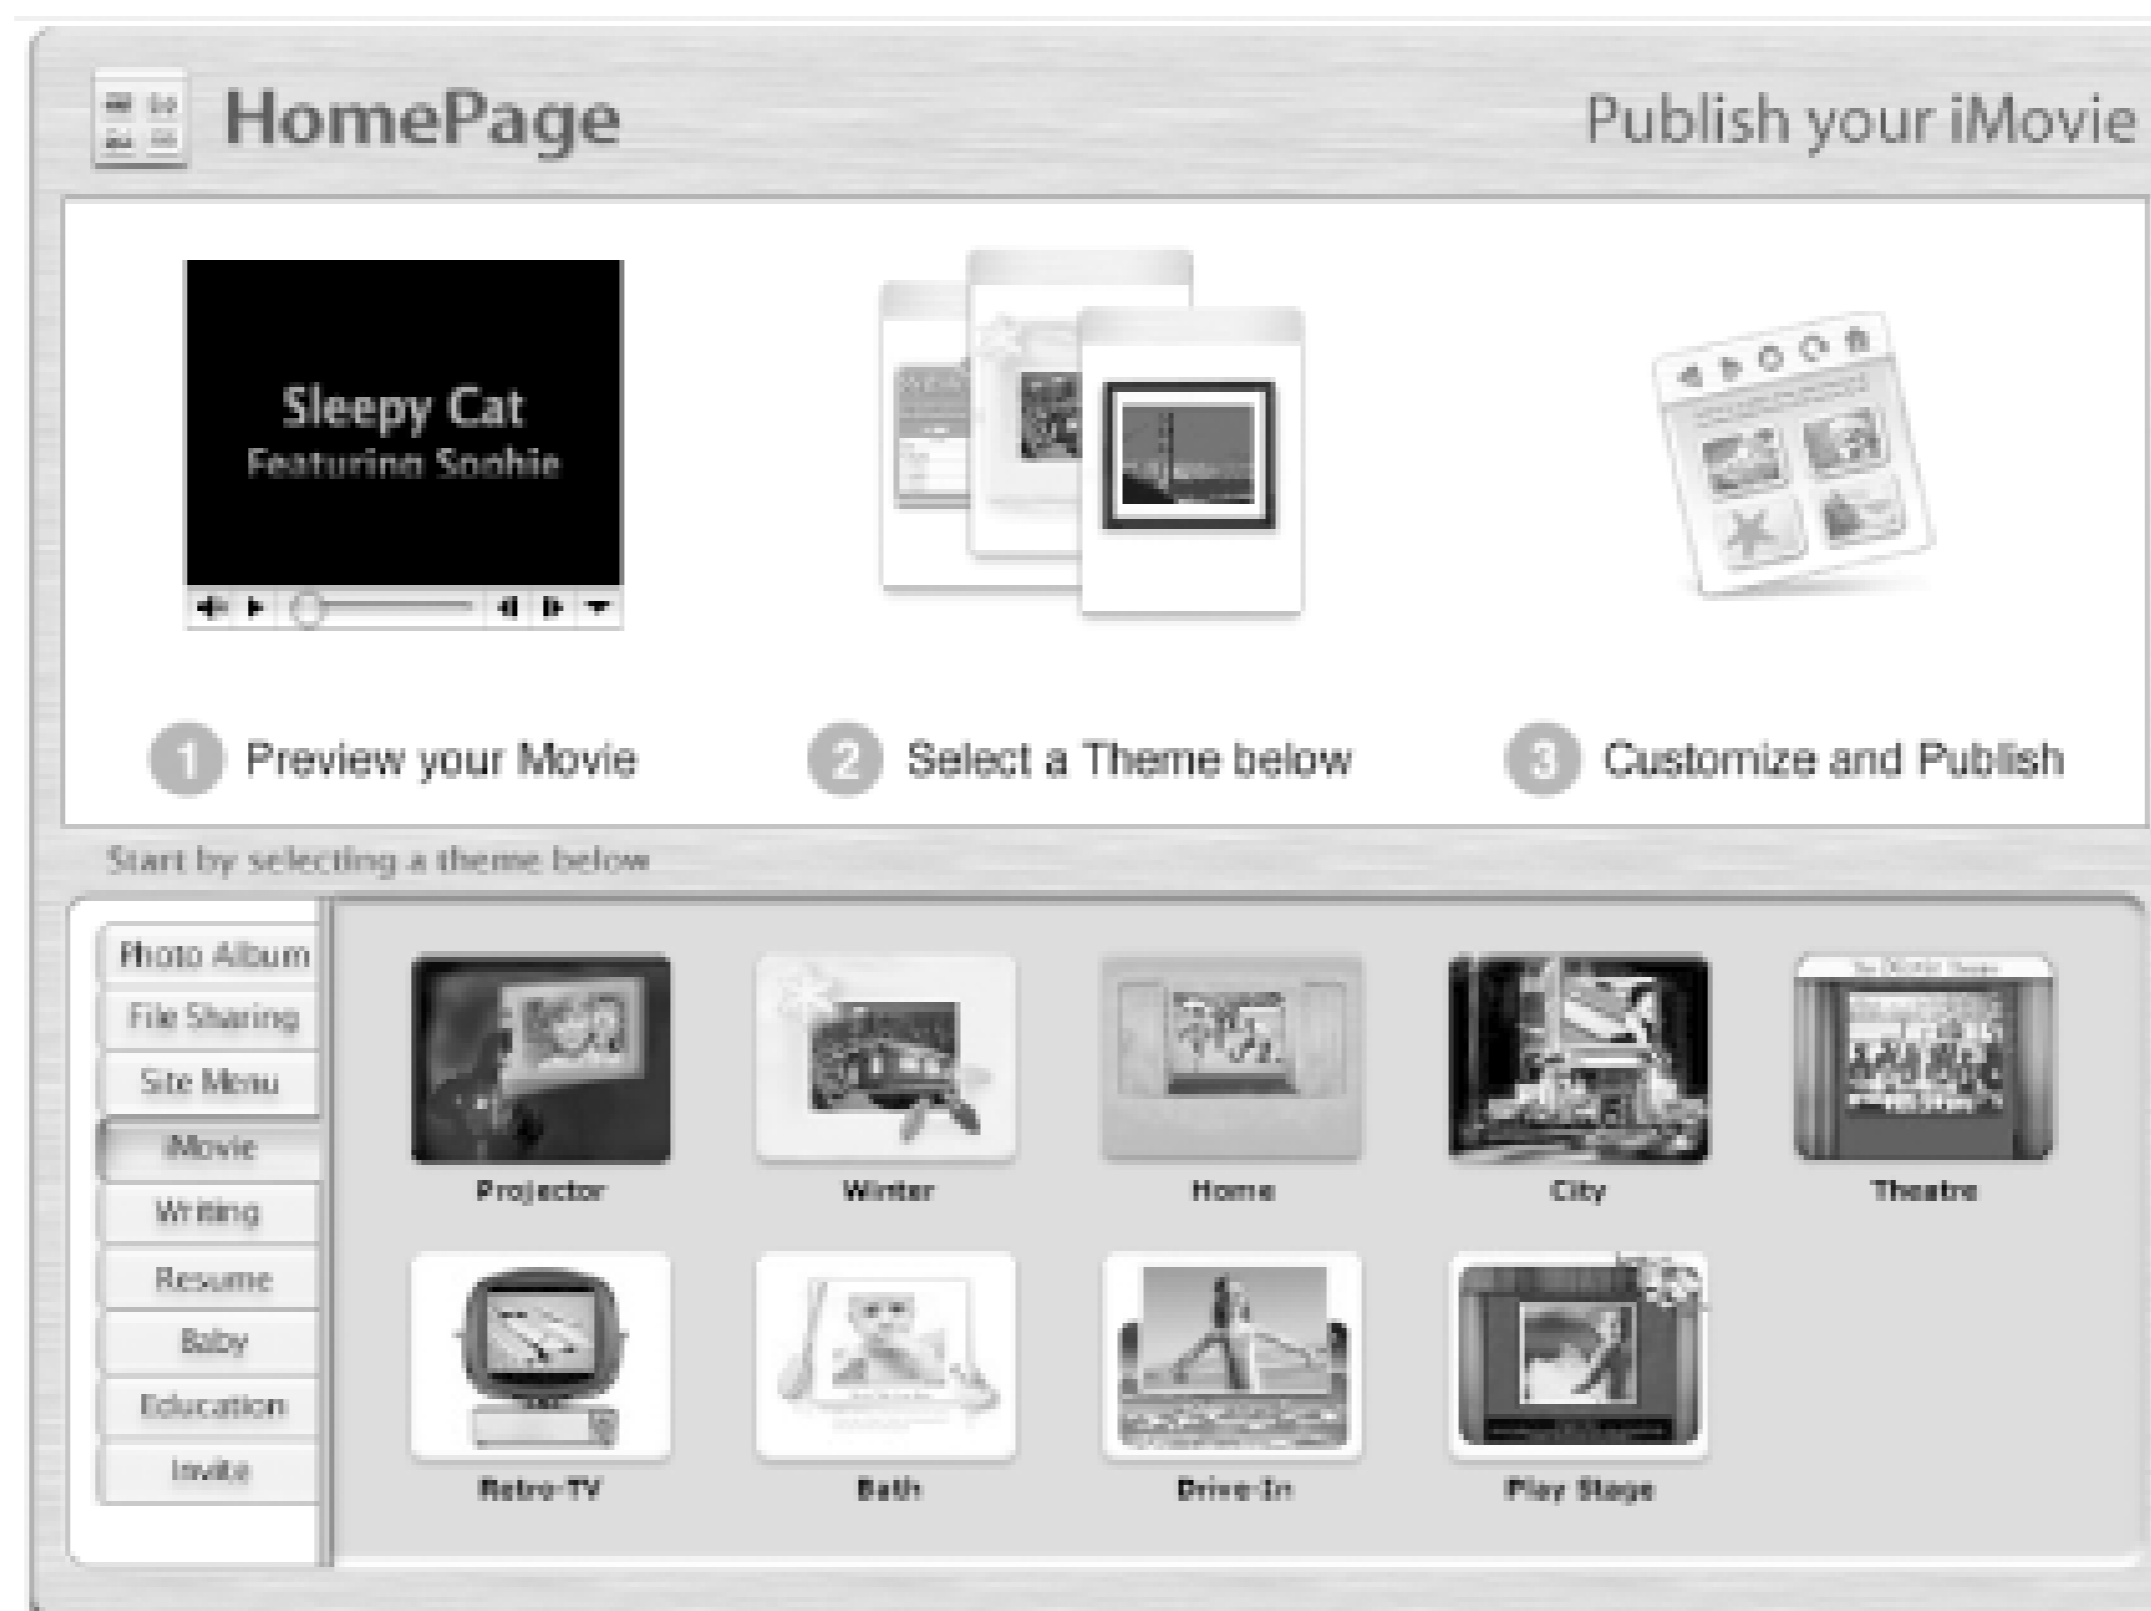 HomePage
Publish your iMovie
Sleepy Cat
Featuring Sophie
1 Preview your Movie
2 Select a Theme below
3 Customize and Publish
Start by selecting a theme below
Photo Album
File Sharing
Site Menu
iMovie
Writing
Resume
Baby
Education
Invite
Projector
Winter
Home
City
Theatre
Retro-TV
Bath
Drive-In
Play Stage